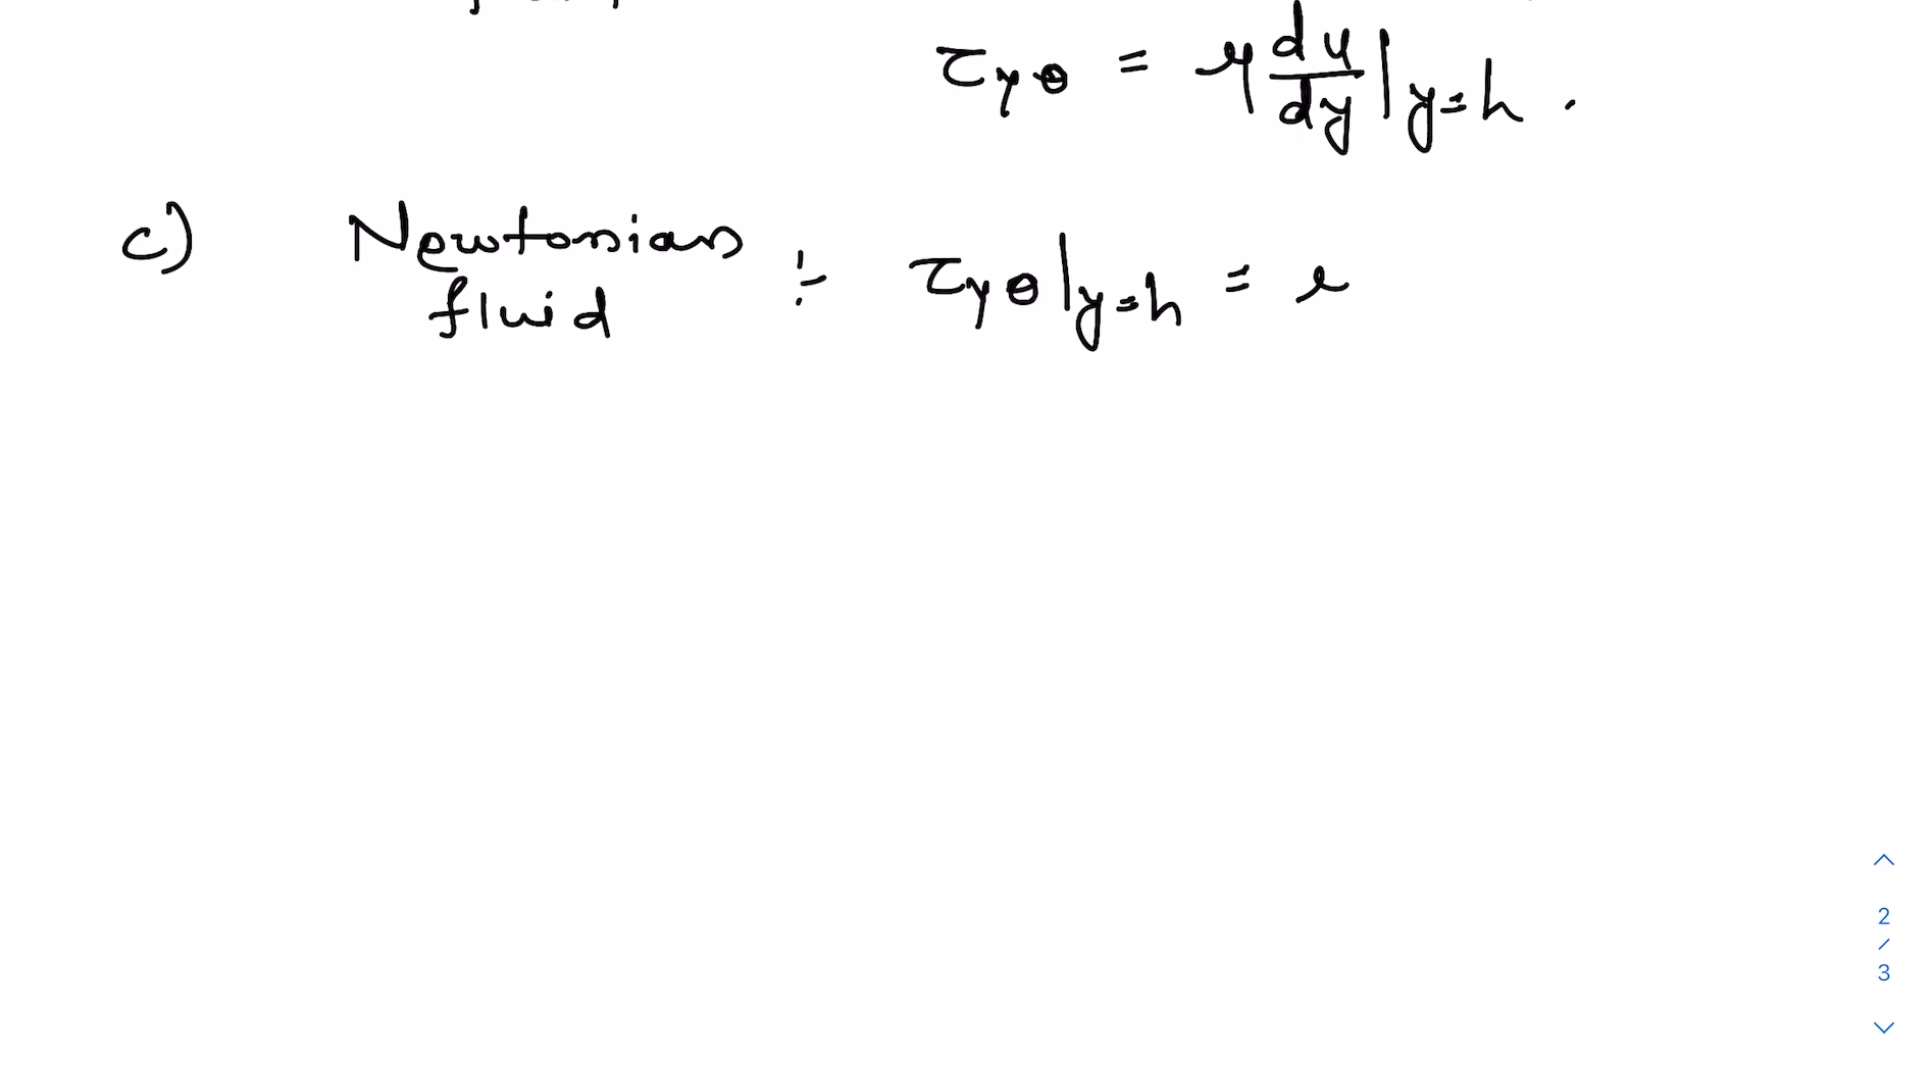 τyθ = μ du/dy |y=h .
c) Newtonian fluid :- τyθ|y=h =
2
/
3